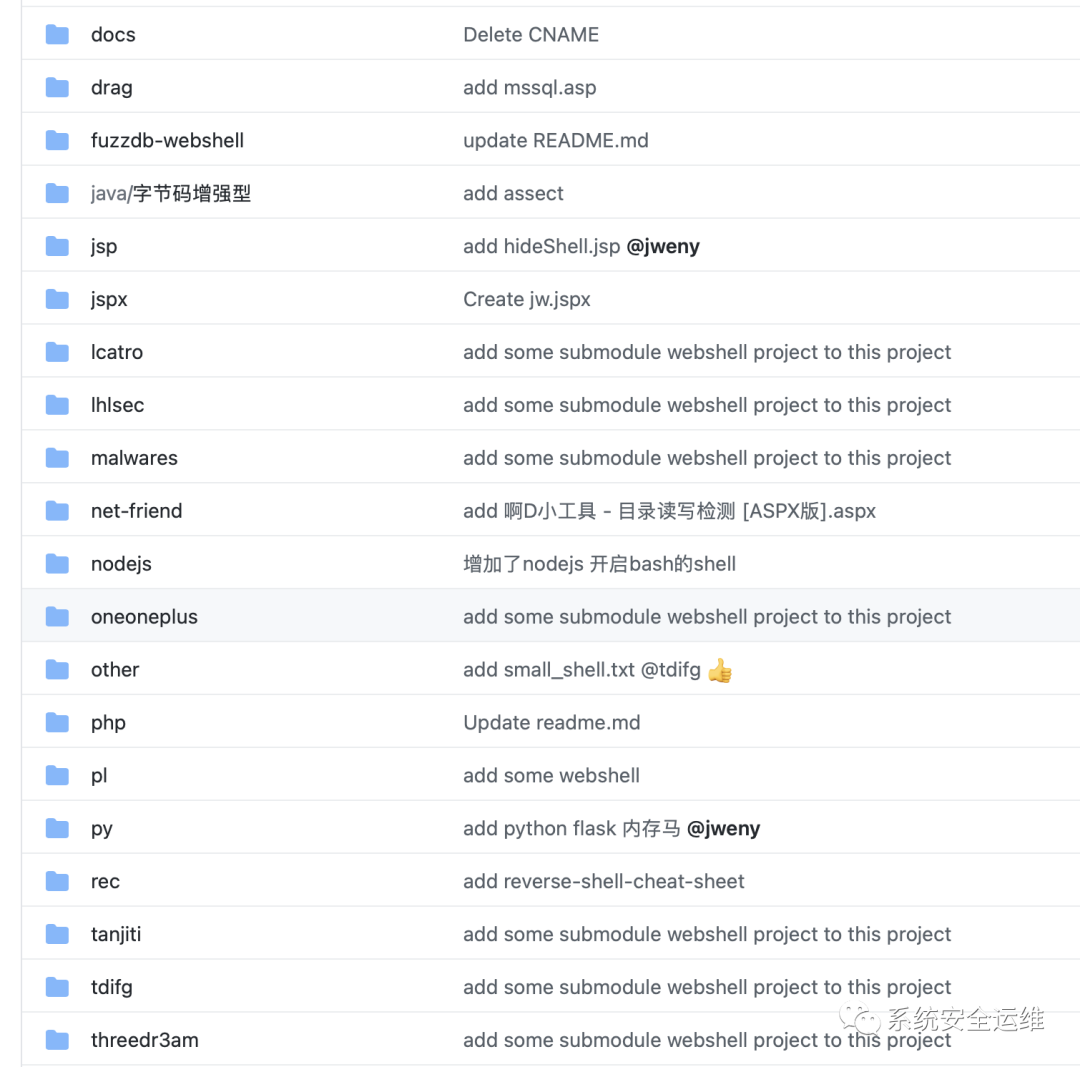 docs Delete CNAME
drag add mssql.asp
fuzzdb-webshell update README.md
java/字节码增强型 add assect
jsp add hideShell.jsp @jweny
jspx Create jw.jspx
lcatro add some submodule webshell project to this project
lhlsec add some submodule webshell project to this project
malwares add some submodule webshell project to this project
net-friend add 啊D小工具 - 目录读写检测 [ASPX版].aspx
nodejs 增加了nodejs 开启bash的shell
oneoneplus add some submodule webshell project to this project
other add small_shell.txt @tdifg 👍
php Update readme.md
pl add some webshell
py add python flask 内存马 @jweny
rec add reverse-shell-cheat-sheet
tanjiti add some submodule webshell project to this project
tdifg add some submodule webshell project to this project
系统安全运维
threedr3am add some submodule webshell project to this project